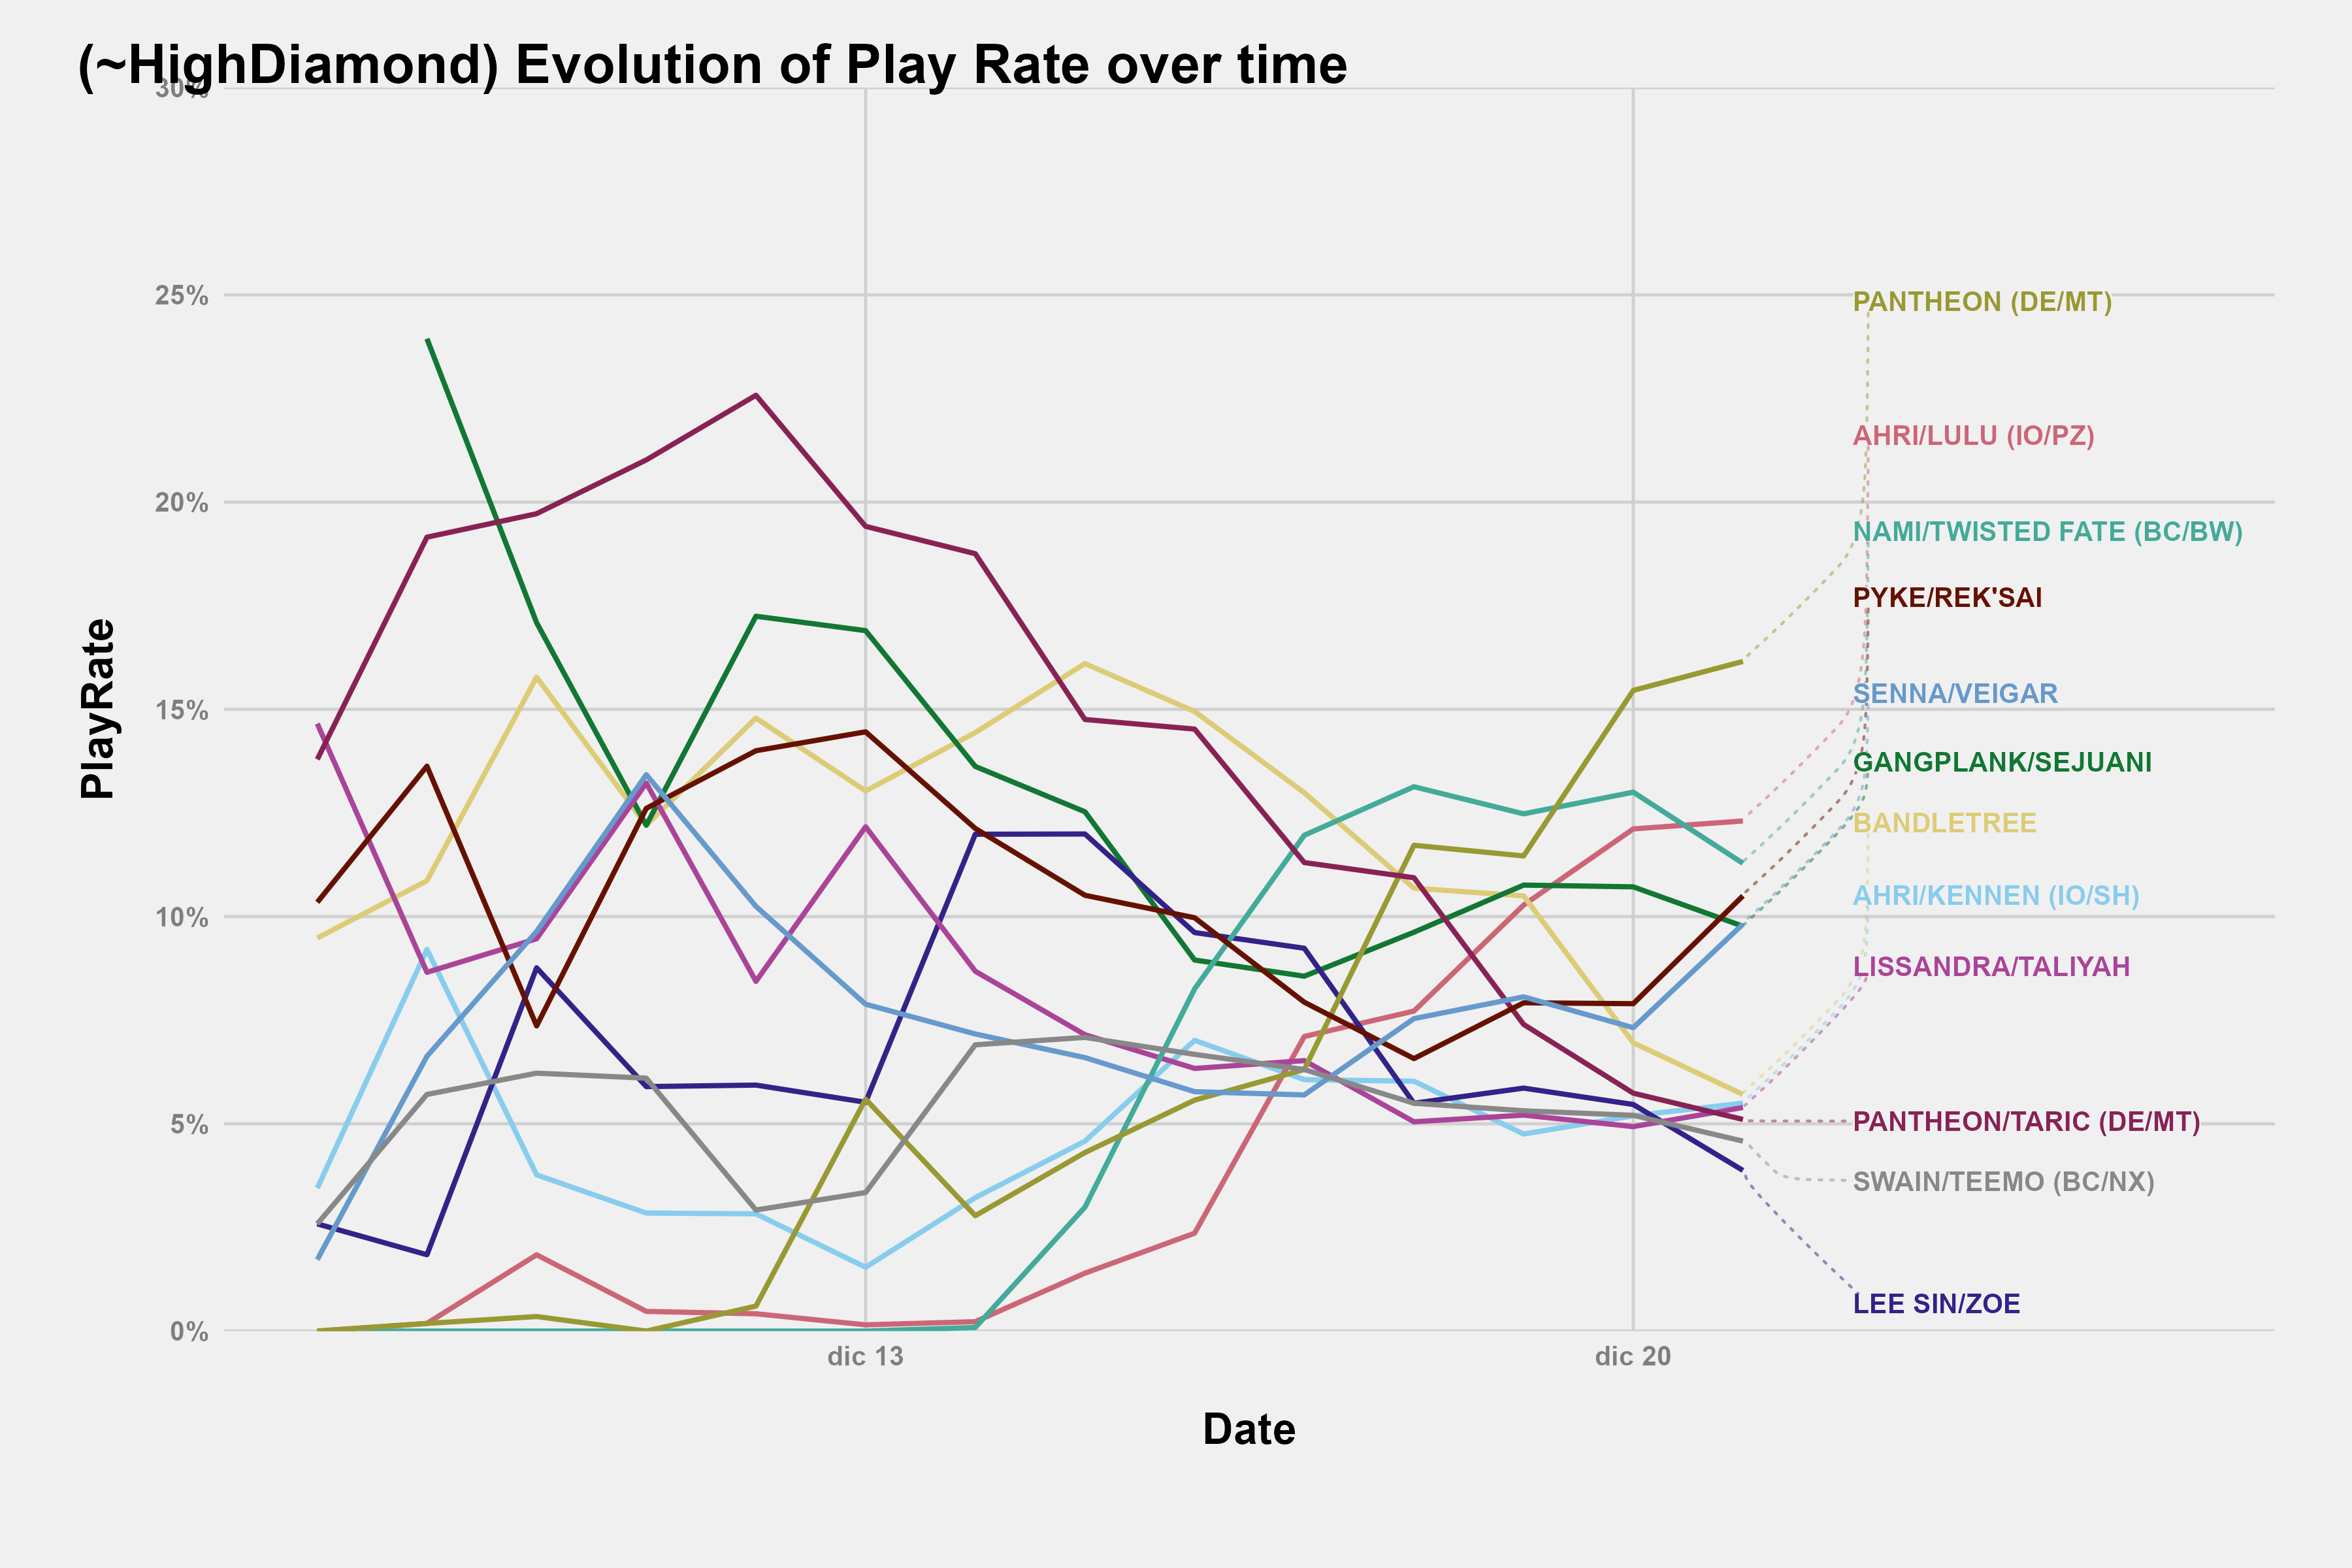 (~HighDiamond) Evolution of Play Rate over time
30%
25%
20%
15%
10%
5%
0%
PlayRate
dic 13
dic 20
Date
PANTHEON (DE/MT)
AHRI/LULU (IO/PZ)
NAMI/TWISTED FATE (BC/BW)
PYKE/REK'SAI
SENNA/VEIGAR
GANGPLANK/SEJUANI
BANDLETREE
AHRI/KENNEN (IO/SH)
LISSANDRA/TALIYAH
PANTHEON/TARIC (DE/MT)
SWAIN/TEEMO (BC/NX)
LEE SIN/ZOE